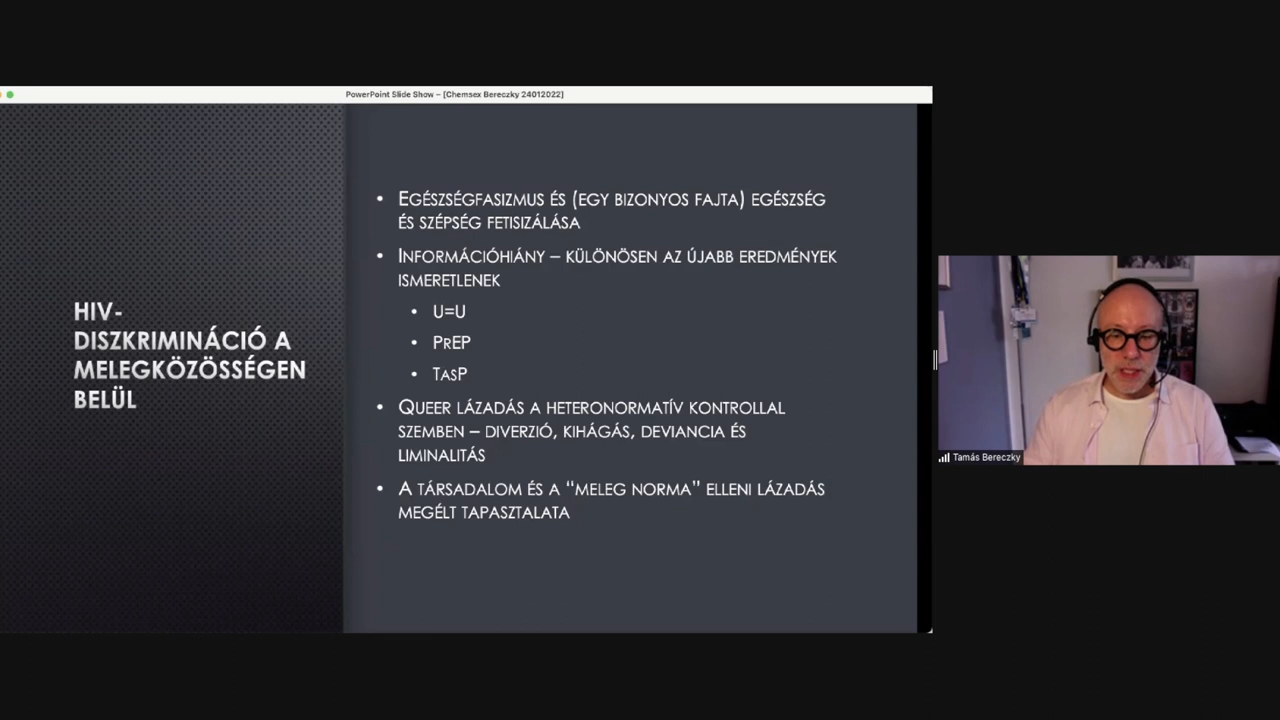 PowerPoint Slide Show – [Chemsex Bereczky 24012022]
HIV-
DISZKRIMINÁCIÓ A
MELEGKÖZÖSSÉGEN
BELÜL
• EGÉSZSÉGFASIZMUS ÉS (EGY BIZONYOS FAJTA) EGÉSZSÉG
ÉS SZÉPSÉG FETISIZÁLÁSA
• INFORMÁCIÓHIÁNY – KÜLÖNÖSEN AZ ÚJABB EREDMÉNYEK
ISMERETLENEK
• U=U
• PREP
• TASP
• QUEER LÁZADÁS A HETERONORMATÍV KONTROLLAL
SZEMBEN – DIVERZIÓ, KIHÁGÁS, DEVIANCIA ÉS
LIMINALITÁS
• A TÁRSADALOM ÉS A “MELEG NORMA” ELLENI LÁZADÁS
MEGÉLT TAPASZTALATA
Tamás Bereczky